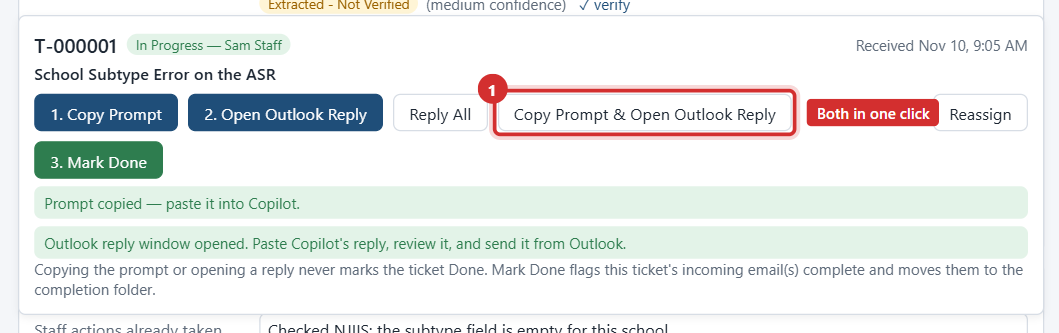 Extracted - Not Verified (medium confidence) ✓ verify
T-000001 In Progress — Sam Staff Received Nov 10, 9:05 AM
School Subtype Error on the ASR
1
1. Copy Prompt 2. Open Outlook Reply Reply All Copy Prompt & Open Outlook Reply Both in one click Reassign
3. Mark Done
Prompt copied — paste it into Copilot.
Outlook reply window opened. Paste Copilot's reply, review it, and send it from Outlook.
Copying the prompt or opening a reply never marks the ticket Done. Mark Done flags this ticket's incoming email(s) complete and moves them to the
completion folder.
Staff actions already taken Checked NJIIS: the subtype field is empty for this school